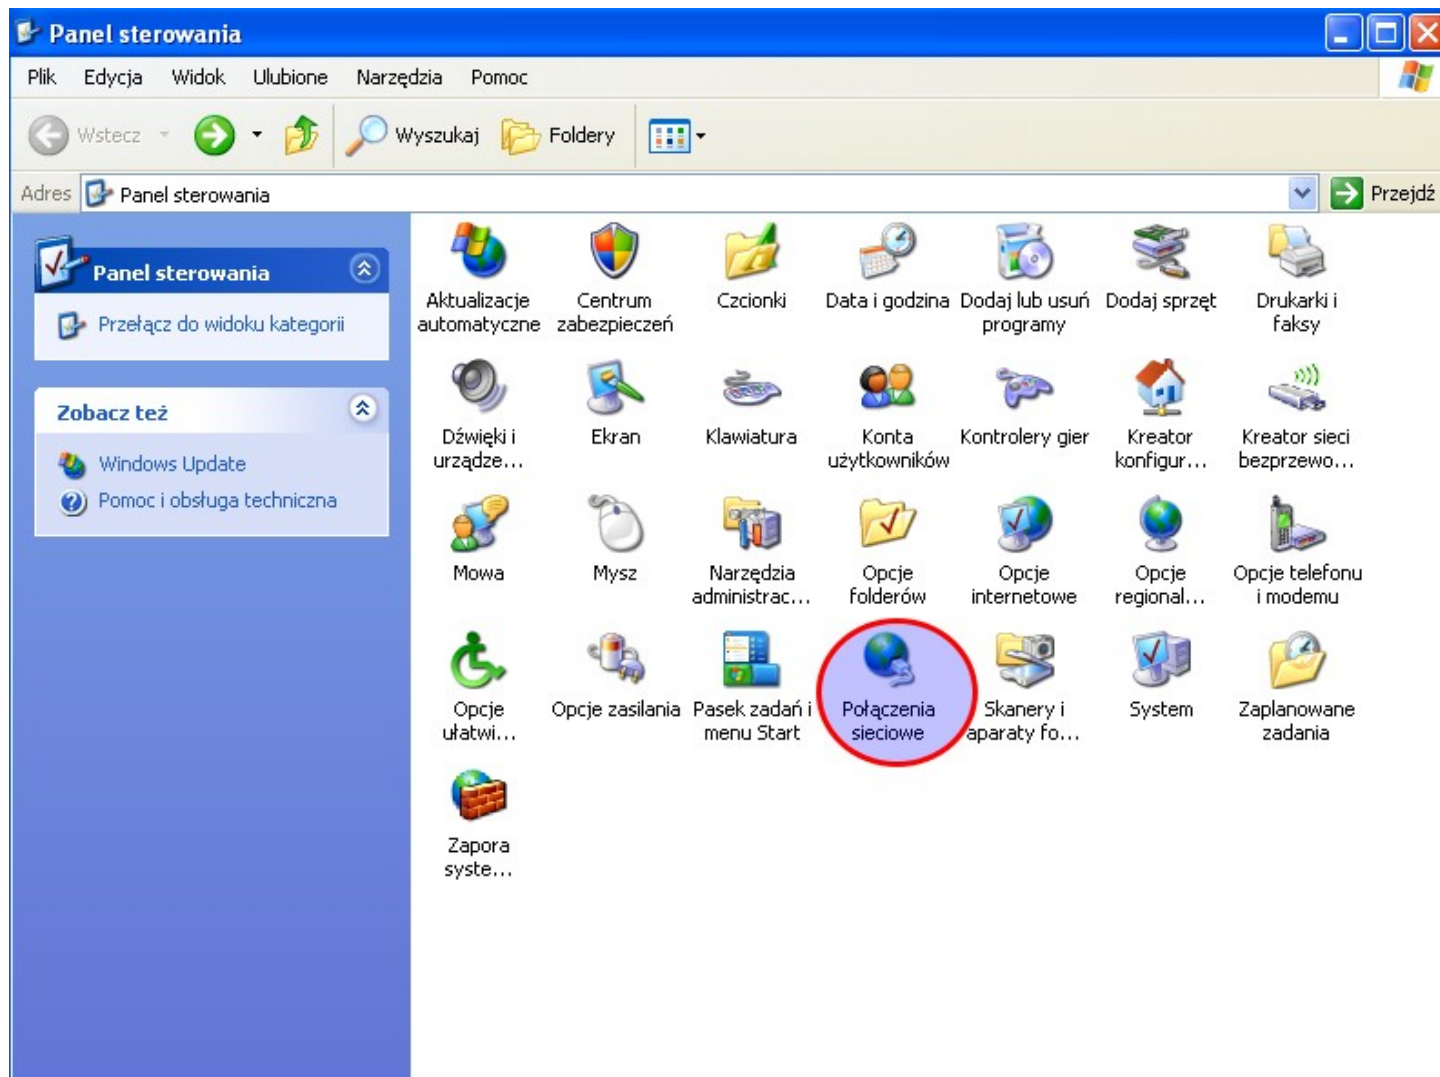 Panel sterowania
Plik Edycja Widok Ulubione Narzędzia Pomoc
Wstecz Wyszukaj Foldery
Adres Panel sterowania Przejdź
Panel sterowania
Przełącz do widoku kategorii
Zobacz też
Windows Update
Pomoc i obsługa techniczna
Aktualizacje automatyczne
Centrum zabezpieczeń
Czcionki
Data i godzina
Dodaj lub usuń programy
Dodaj sprzęt
Drukarki i faksy
Dźwięki i urządze...
Ekran
Klawiatura
Konta użytkowników
Kontrolery gier
Kreator konfigur...
Kreator sieci bezprzewo...
Mowa
Mysz
Narzędzia administrac...
Opcje folderów
Opcje internetowe
Opcje regional...
Opcje telefonu i modemu
Opcje ułatwi...
Opcje zasilania
Pasek zadań i menu Start
Połączenia sieciowe
Skanery i aparaty fo...
System
Zaplanowane zadania
Zapora syste...